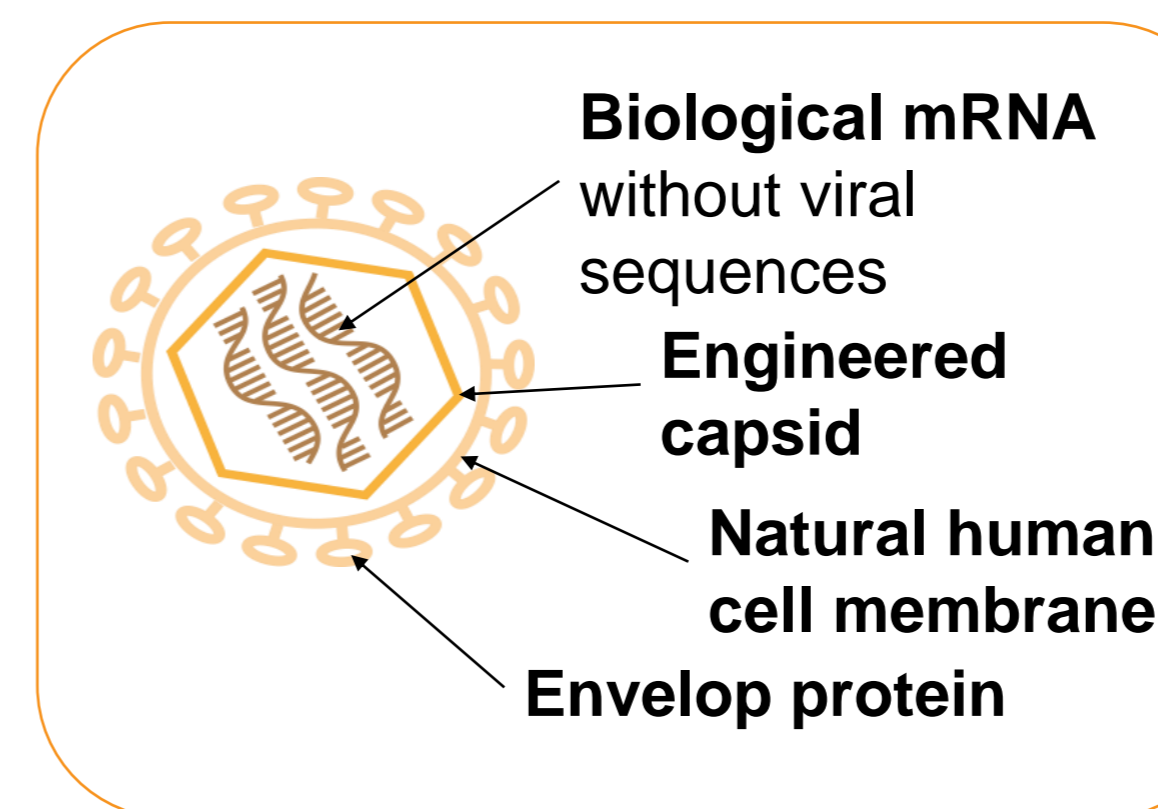 Biological mRNA
without viral
sequences
Engineered
capsid
Natural human
cell membrane
Envelop protein